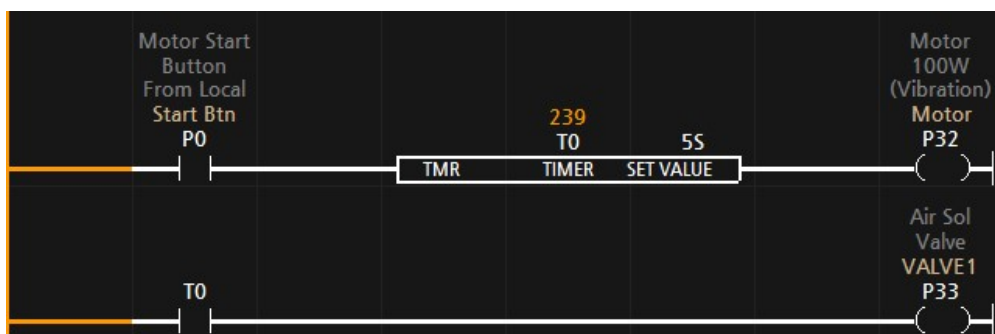 Motor Start
Button
From Local
Start Btn
P0
239
T0 5S
TMR TIMER SET VALUE
Motor
100W
(Vibration)
Motor
P32
T0
Air Sol
Valve
VALVE1
P33